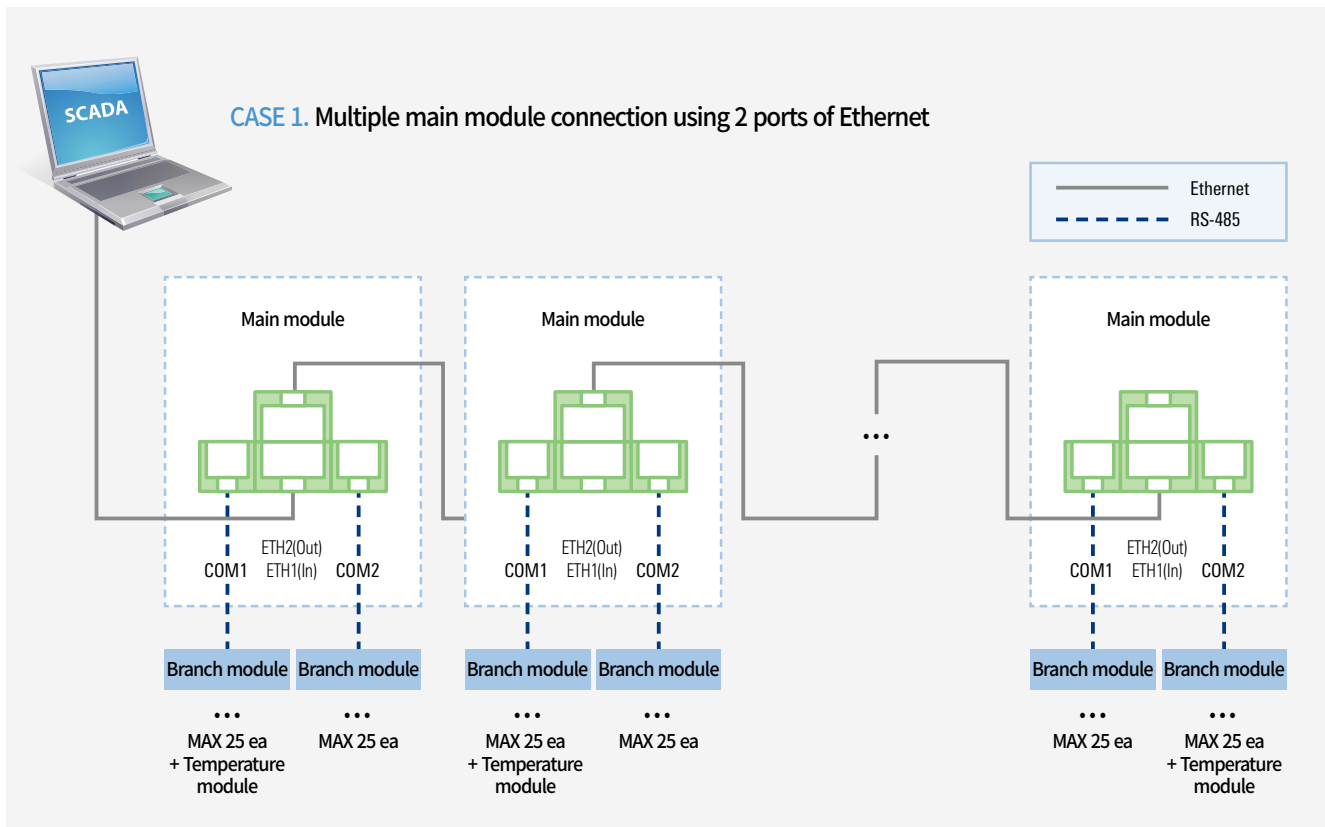 SCADA
CASE 1. Multiple main module connection using 2 ports of Ethernet
Ethernet
RS-485
Main module
Main module
Main module
...
ETH2(Out)
COM1 ETH1(In) COM2
ETH2(Out)
COM1 ETH1(In) COM2
ETH2(Out)
COM1 ETH1(In) COM2
Branch module
Branch module
Branch module
Branch module
Branch module
Branch module
...
MAX 25 ea
+ Temperature
module
...
MAX 25 ea
...
MAX 25 ea
+ Temperature
module
...
MAX 25 ea
...
MAX 25 ea
...
MAX 25 ea
+ Temperature
module